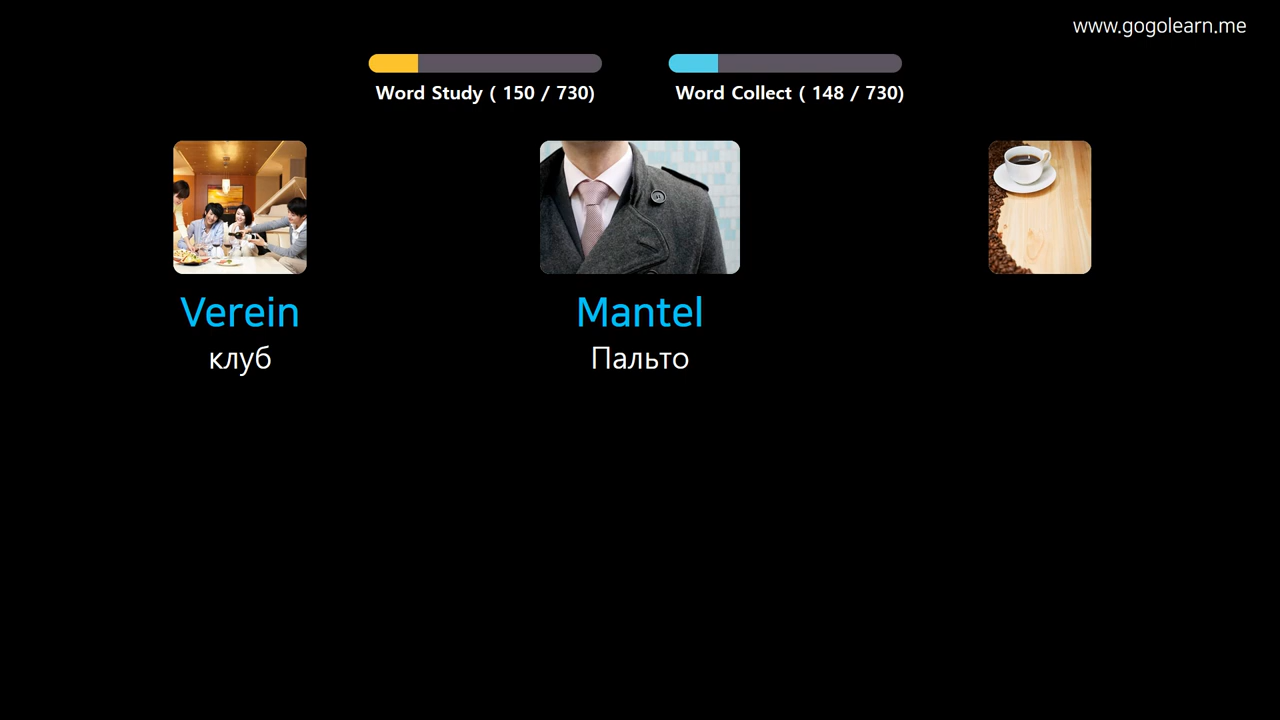 www.gogolearn.me
Word Study ( 150 / 730)
Word Collect ( 148 / 730)
Verein
клуб
Mantel
Пальто